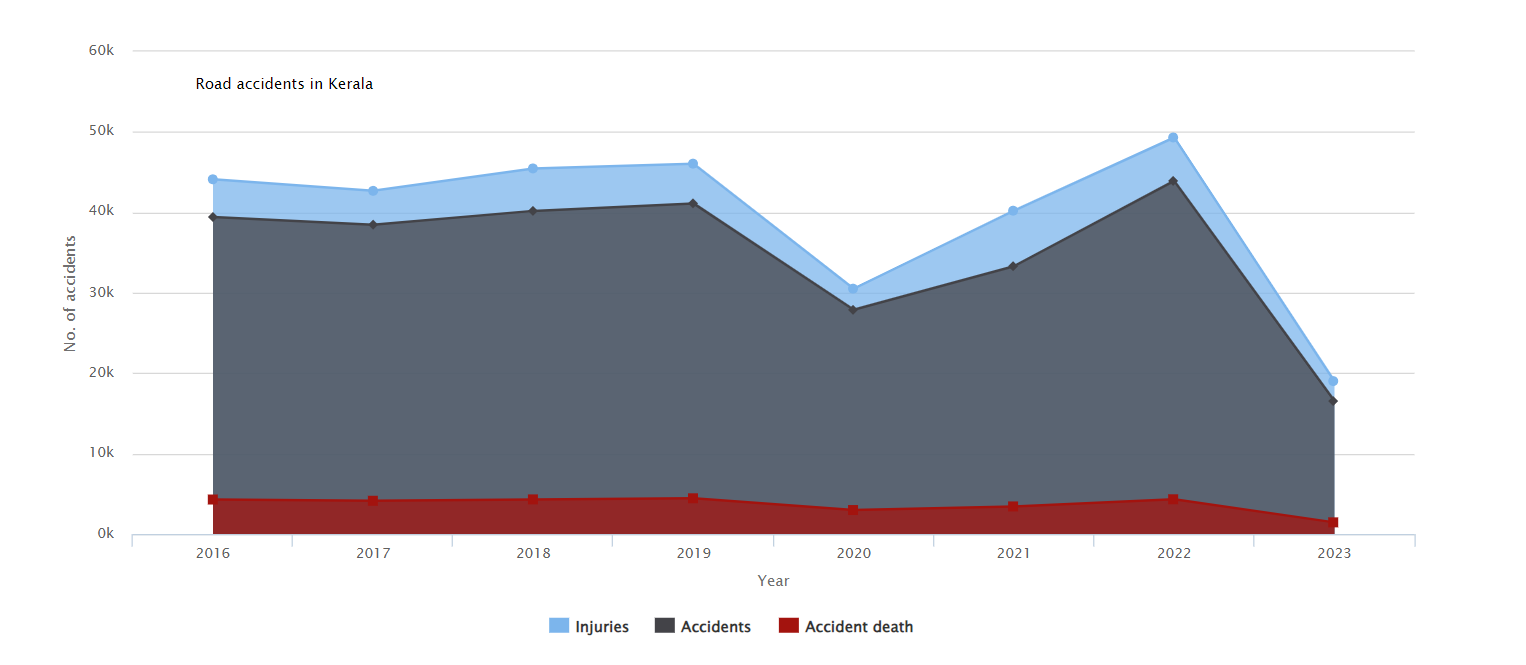 60k
Road accidents in Kerala
50k
40k
No. of accidents
30k
20k
10k
0k
2016 2017 2018 2019 2020 2021 2022 2023
Year
Injuries Accidents Accident death